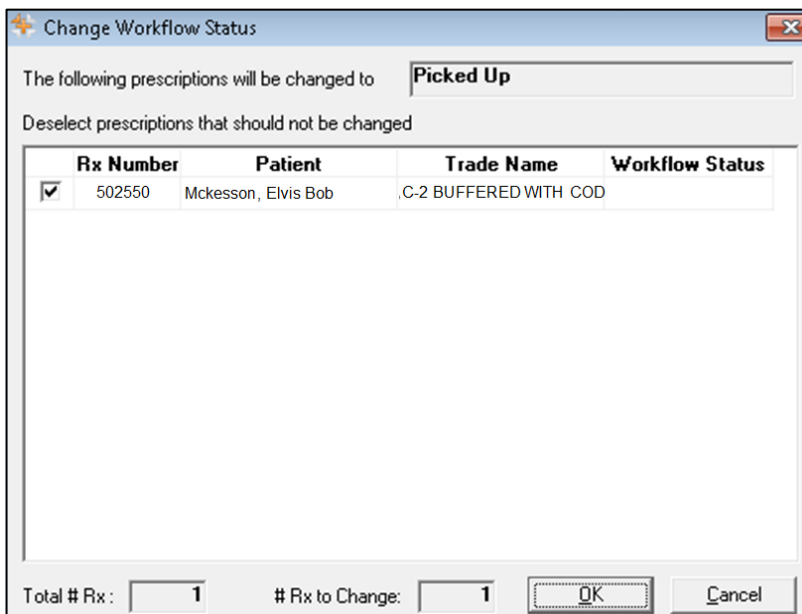 Change Workflow Status
The following prescriptions will be changed to Picked Up
Deselect prescriptions that should not be changed
Rx Number Patient Trade Name Workflow Status
502550 Mckesson, Elvis Bob ,C-2 BUFFERED WITH COD
Total # Rx : 1 # Rx to Change: 1 OK Cancel